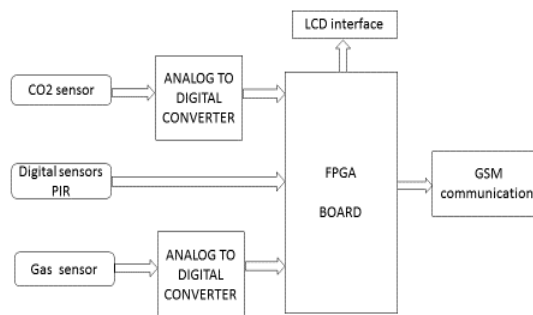 LCD interface
CO2 sensor
ANALOG TO
DIGITAL
CONVERTER
Digital sensors
PIR
FPGA
BOARD
GSM
communication
Gas sensor
ANALOG TO
DIGITAL
CONVERTER